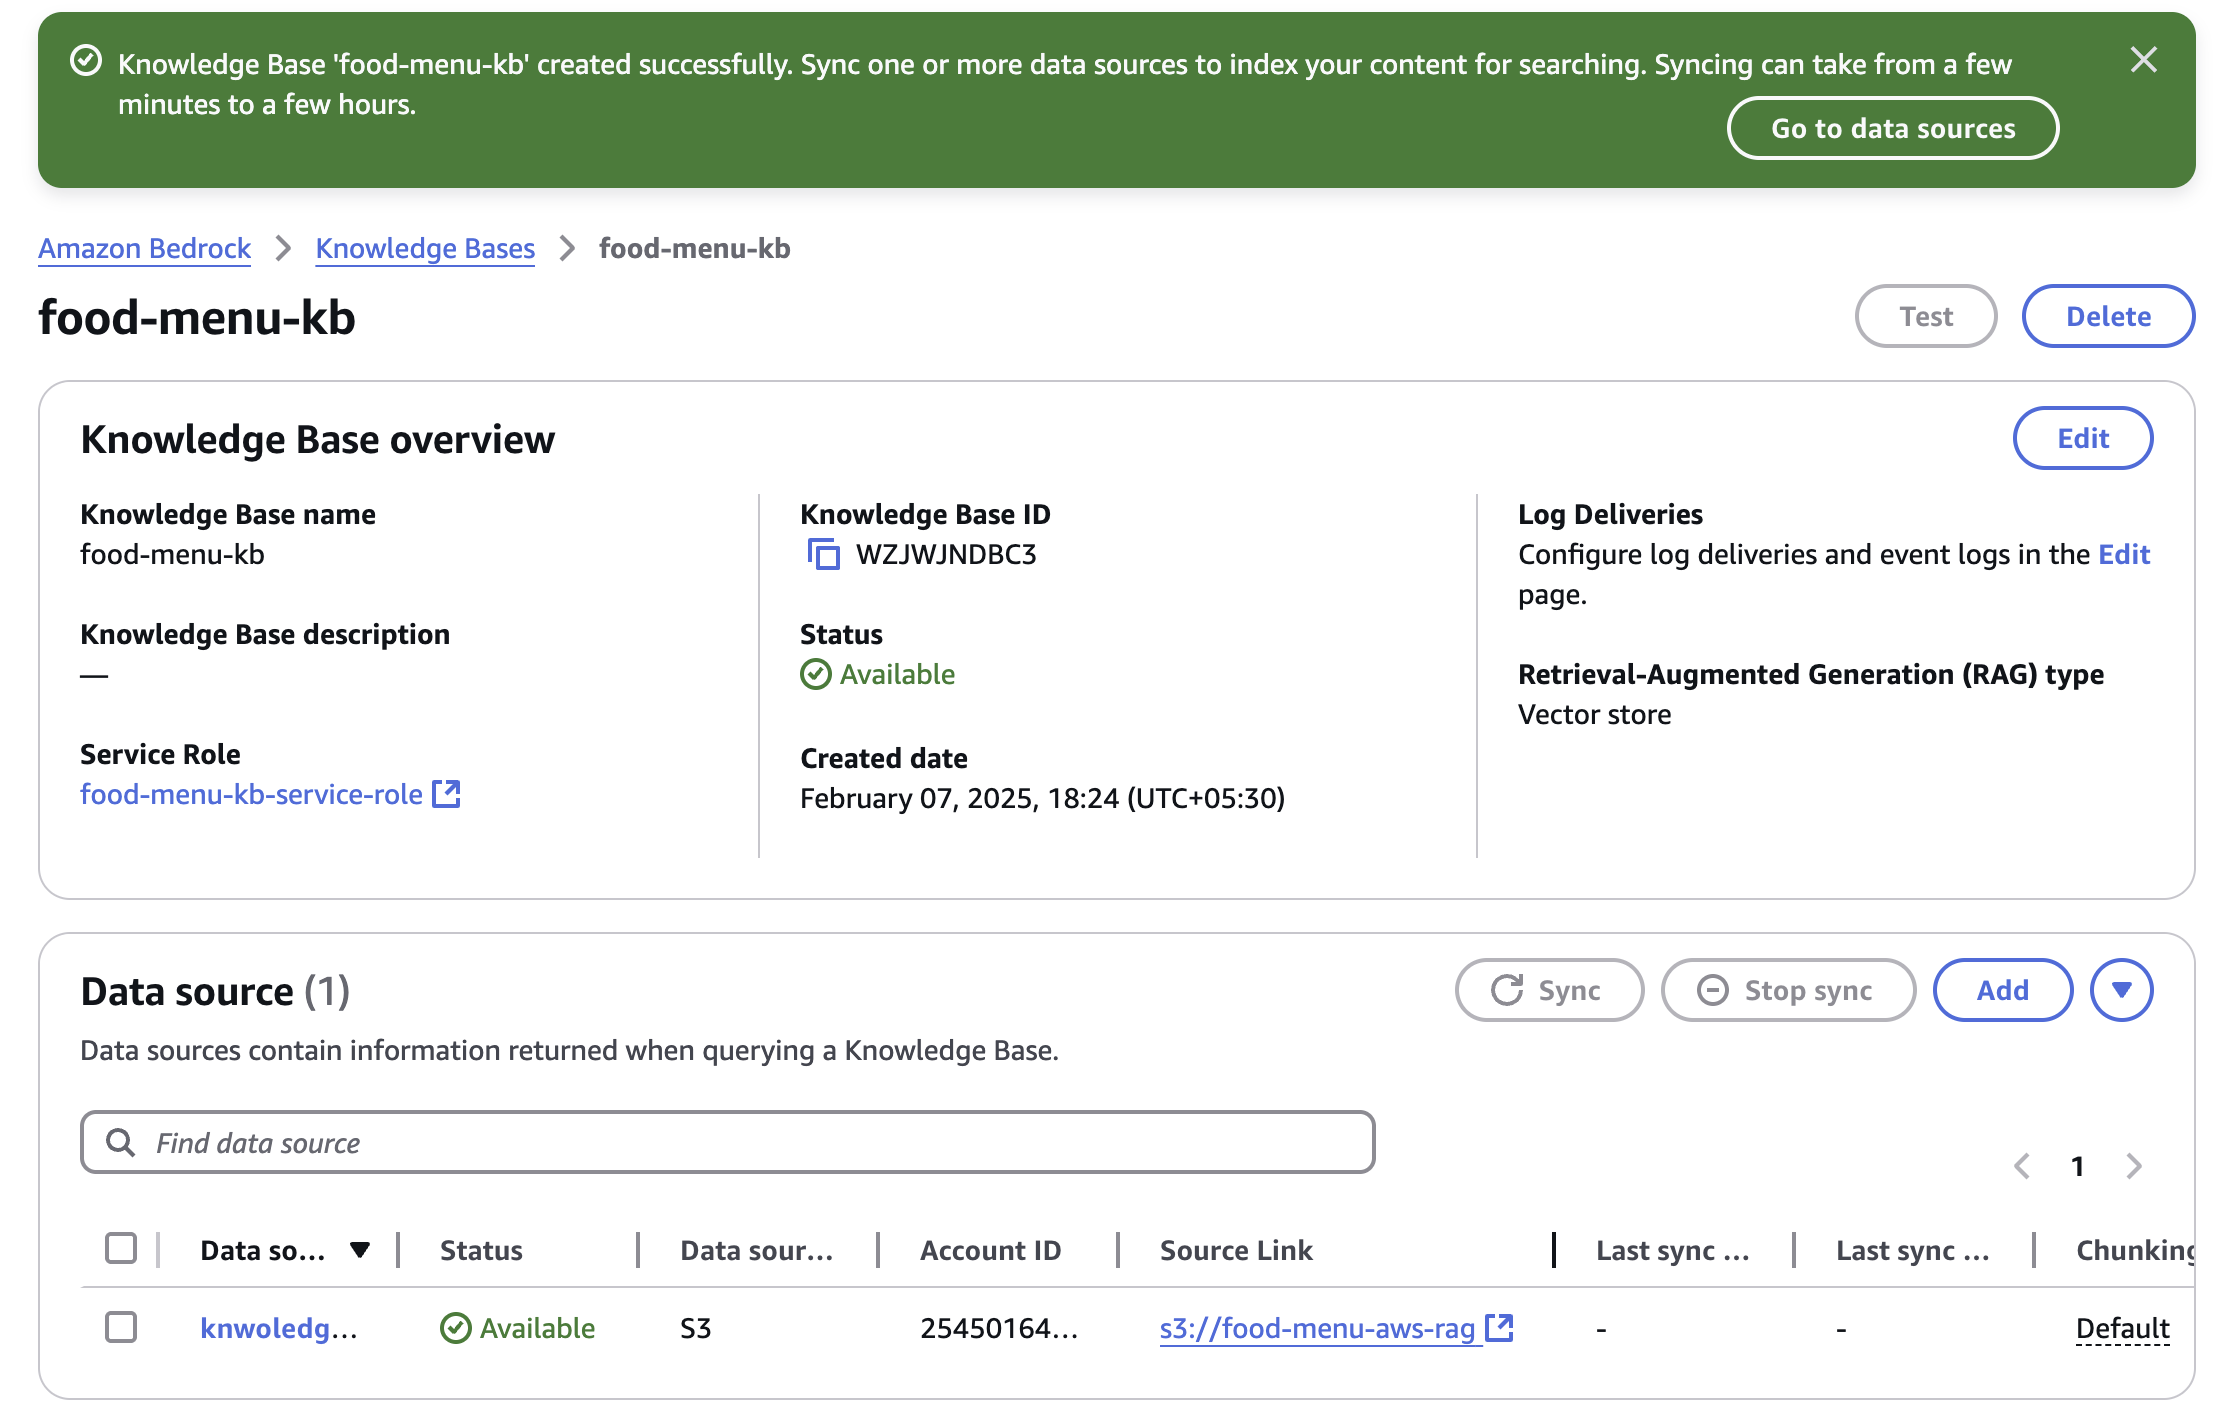 Knowledge Base 'food-menu-kb' created successfully. Sync one or more data sources to index your content for searching. Syncing can take from a few
minutes to a few hours.
Go to data sources
Amazon Bedrock
Knowledge Bases
food-menu-kb
food-menu-kb
Test
Delete
Knowledge Base overview
Edit
Knowledge Base name
food-menu-kb
Knowledge Base description
—
Service Role
food-menu-kb-service-role
Knowledge Base ID
WZJWJNDBC3
Status
Available
Created date
February 07, 2025, 18:24 (UTC+05:30)
Log Deliveries
Configure log deliveries and event logs in the Edit
page.
Retrieval-Augmented Generation (RAG) type
Vector store
Data source (1)
Sync
Stop sync
Add
Data sources contain information returned when querying a Knowledge Base.
Find data source
1
Data so... Status Data sour... Account ID Source Link Last sync ... Last sync ... Chunking
knwoledg... Available S3 25450164... s3://food-menu-aws-rag - - Default